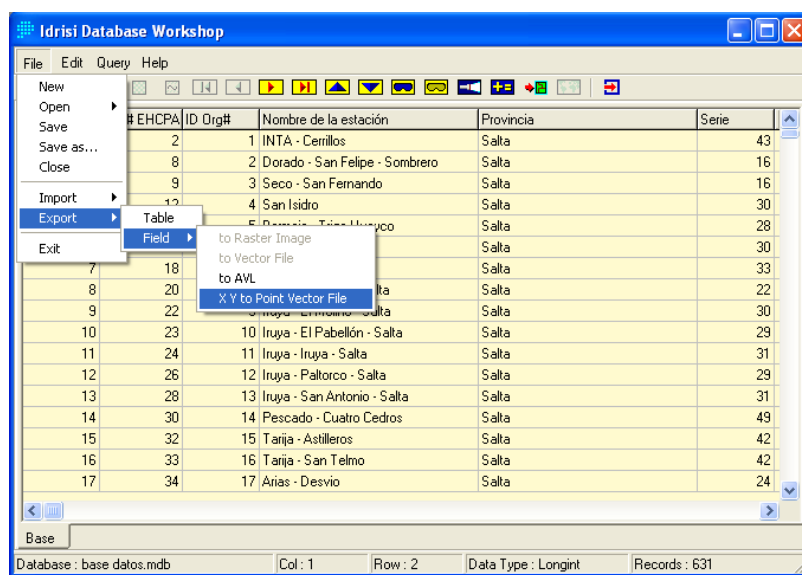 Idrisi Database Workshop
File Edit Query Help
New
Open
Save
Save as...
Close
Import
Export
Exit
Table
Field
to Raster Image
to Vector File
to AVL
X Y to Point Vector File
# EHCPA ID Org# Nombre de la estación Provincia Serie
2 1 INTA - Cerrillos Salta 43
8 2 Dorado - San Felipe - Sombrero Salta 16
9 3 Seco - San Fernando Salta 16
12 4 San Isidro Salta 30
Salta 28
Salta 30
7 18 Salta 33
8 20 Salta 22
9 22 Salta 30
10 23 10 Iruya - El Pabellón - Salta Salta 29
11 24 11 Iruya - Iruya - Salta Salta 31
12 26 12 Iruya - Paltorco - Salta Salta 29
13 28 13 Iruya - San Antonio - Salta Salta 31
14 30 14 Pescado - Cuatro Cedros Salta 49
15 32 15 Tarija - Astilleros Salta 42
16 33 16 Tarija - San Telmo Salta 42
17 34 17 Arias - Desvio Salta 24
Base
Database : base datos.mdb Col : 1 Row : 2 Data Type : Longint Records : 631